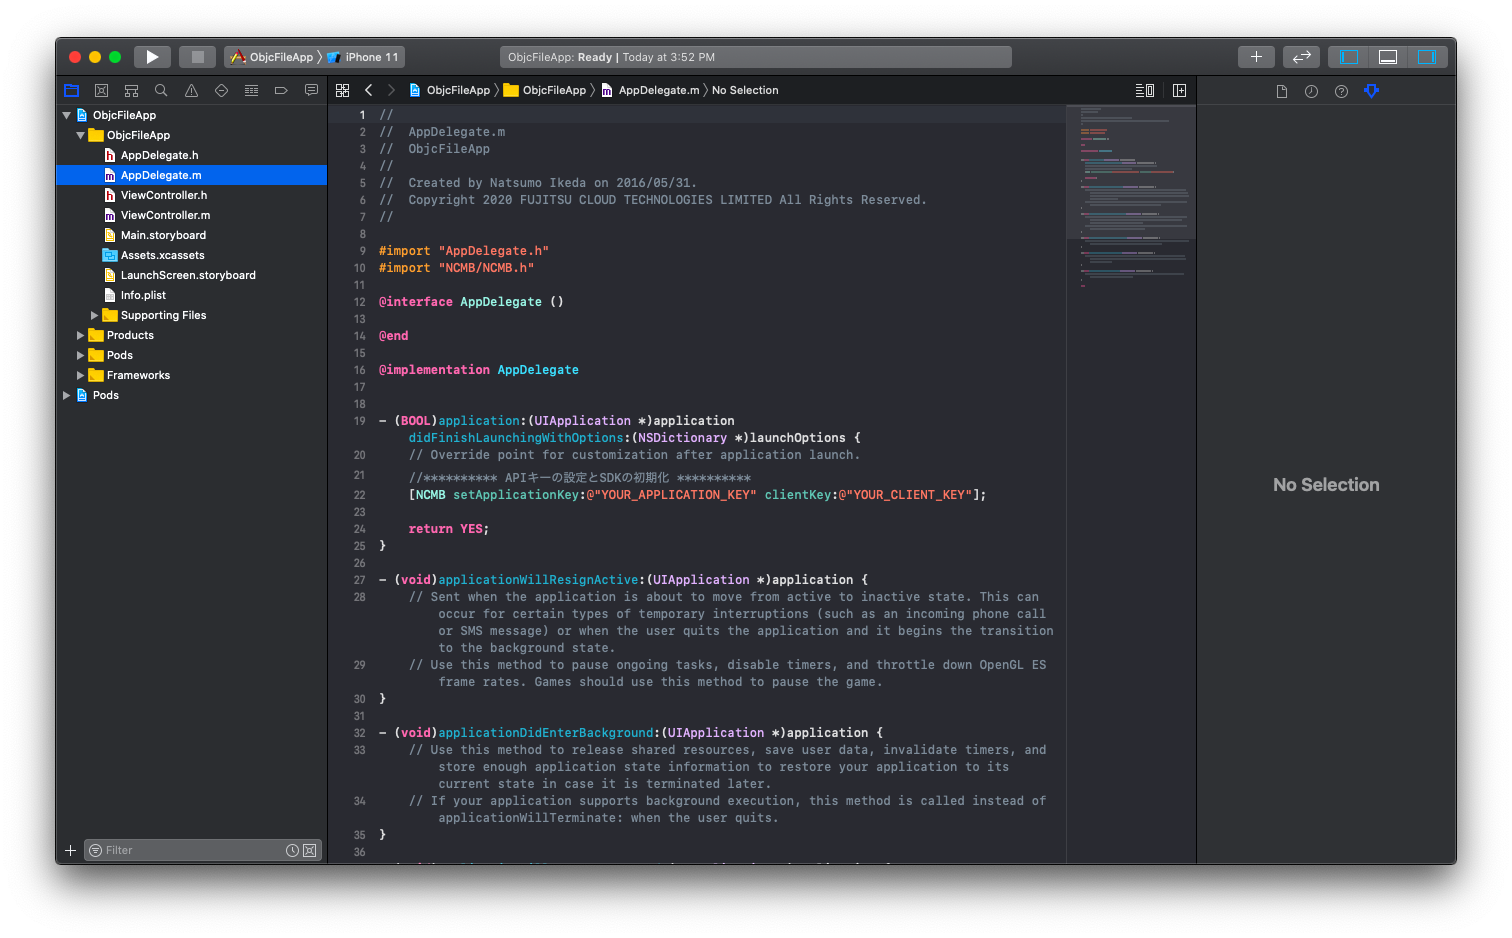 ObjcFileApp 〉 iPhone 11
ObjcFileApp: Ready | Today at 3:52 PM
ObjcFileApp 〉 ObjcFileApp 〉 AppDelegate.m 〉 No Selection
ObjcFileApp
ObjcFileApp
AppDelegate.h
AppDelegate.m
ViewController.h
ViewController.m
Main.storyboard
Assets.xcassets
LaunchScreen.storyboard
Info.plist
Supporting Files
Products
Pods
Frameworks
Pods
Filter
1 //
2 //  AppDelegate.m
3 //  ObjcFileApp
4 //
5 //  Created by Natsumo Ikeda on 2016/05/31.
6 //  Copyright 2020 FUJITSU CLOUD TECHNOLOGIES LIMITED All Rights Reserved.
7 //
8
9 #import "AppDelegate.h"
10 #import "NCMB/NCMB.h"
11
12 @interface AppDelegate ()
13
14 @end
15
16 @implementation AppDelegate
17
18
19 - (BOOL)application:(UIApplication *)application
didFinishLaunchingWithOptions:(NSDictionary *)launchOptions {
20 // Override point for customization after application launch.
21 //********** APIキーの設定とSDKの初期化 **********
22 [NCMB setApplicationKey:@"YOUR_APPLICATION_KEY" clientKey:@"YOUR_CLIENT_KEY"];
23
24 return YES;
25 }
26
27 - (void)applicationWillResignActive:(UIApplication *)application {
28 // Sent when the application is about to move from active to inactive state. This can
occur for certain types of temporary interruptions (such as an incoming phone call
or SMS message) or when the user quits the application and it begins the transition
to the background state.
29 // Use this method to pause ongoing tasks, disable timers, and throttle down OpenGL ES
frame rates. Games should use this method to pause the game.
30 }
31
32 - (void)applicationDidEnterBackground:(UIApplication *)application {
33 // Use this method to release shared resources, save user data, invalidate timers, and
store enough application state information to restore your application to its
current state in case it is terminated later.
34 // If your application supports background execution, this method is called instead of
applicationWillTerminate: when the user quits.
35 }
36
No Selection